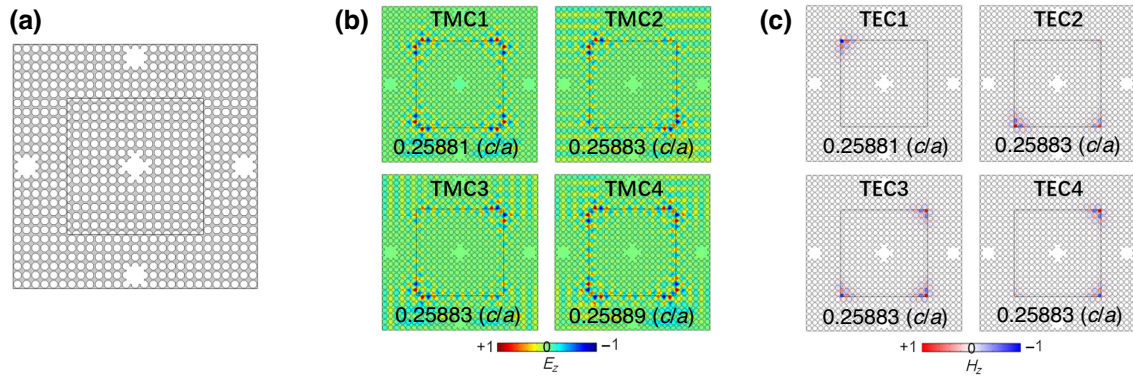 (a)
(b)
TMC1
TMC2
0.25881 (c/a)
0.25883 (c/a)
TMC3
TMC4
0.25883 (c/a)
0.25889 (c/a)
+1
0
−1
Ez
(c)
TEC1
TEC2
0.25881 (c/a)
0.25883 (c/a)
TEC3
TEC4
0.25883 (c/a)
0.25883 (c/a)
+1
0
−1
Hz